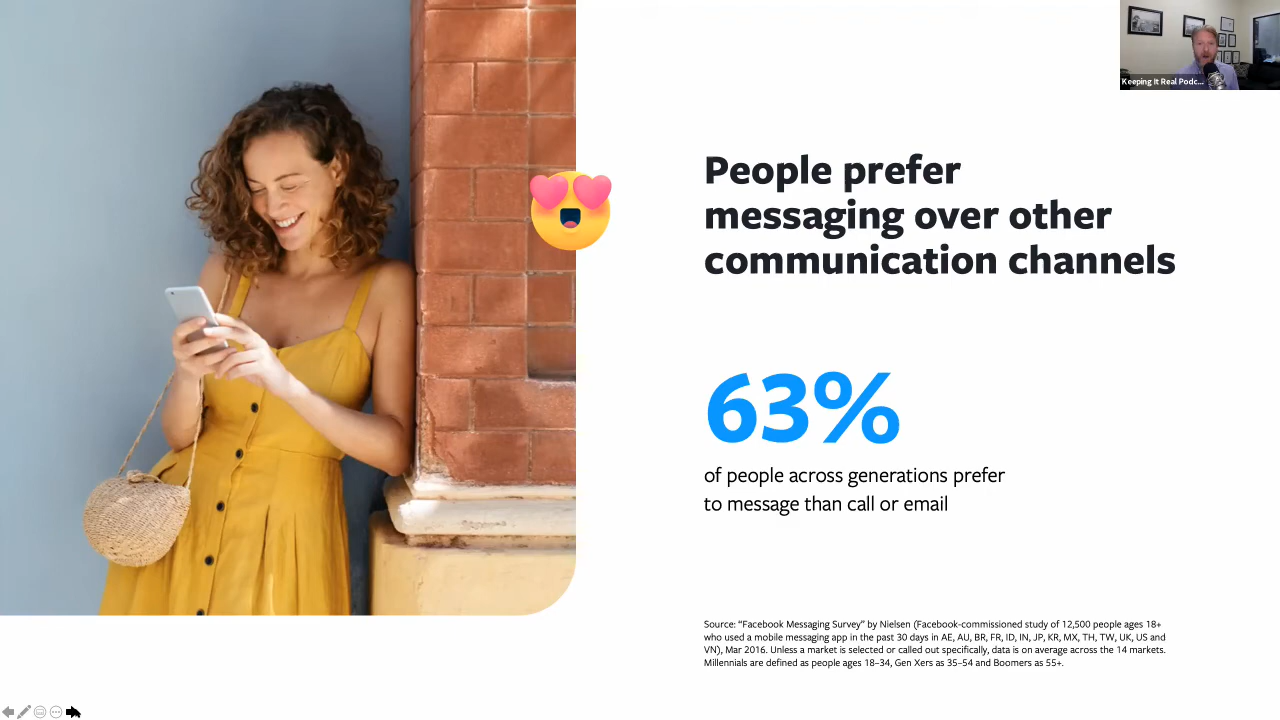 Keeping It Real Podc...
People prefer
messaging over other
communication channels
63%
of people across generations prefer
to message than call or email
Source: “Facebook Messaging Survey” by Nielsen (Facebook-commissioned study of 12,500 people ages 18+
who used a mobile messaging app in the past 30 days in AE, AU, BR, FR, ID, IN, JP, KR, MX, TH, TW, UK, US and
VN), Mar 2016. Unless a market is selected or called out specifically, data is on average across the 14 markets.
Millennials are defined as people ages 18–34, Gen Xers as 35–54 and Boomers as 55+.